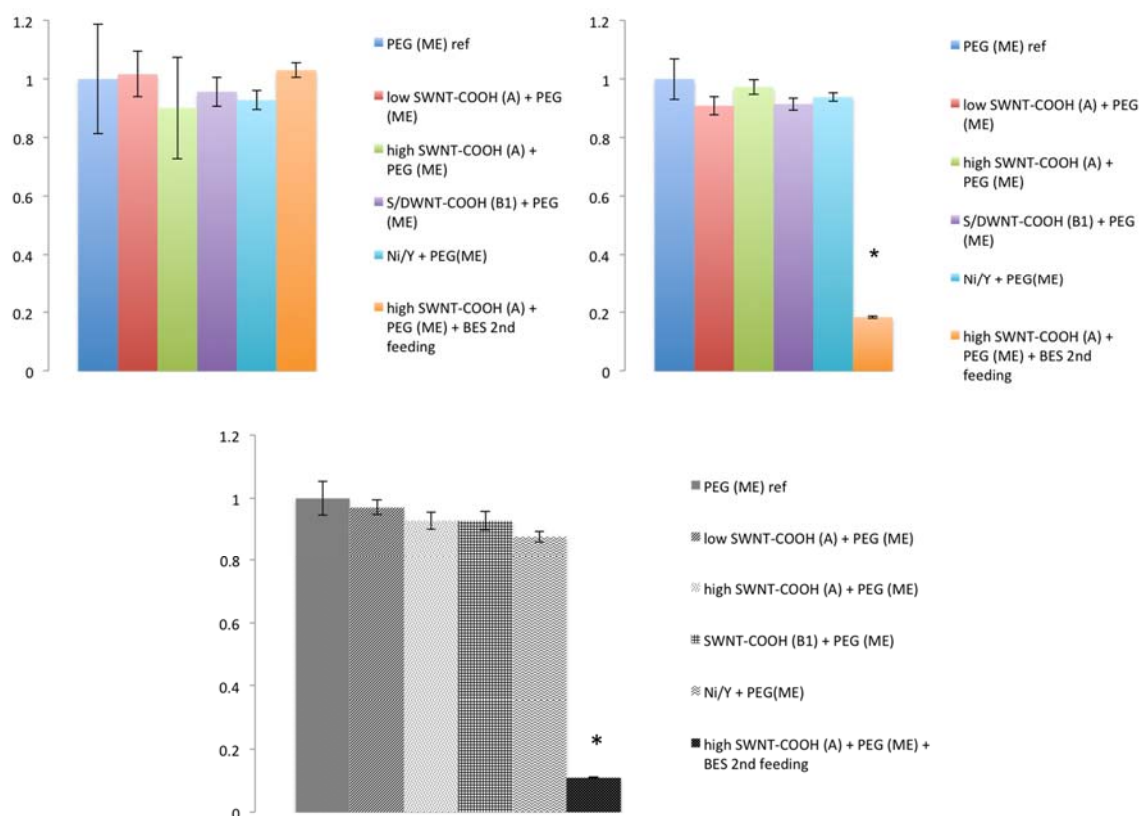 1.2
1
0.8
0.6
0.4
0.2
0
PEG (ME) ref
low SWNT-COOH (A) + PEG
(ME)
high SWNT-COOH (A) +
PEG (ME)
S/DWNT-COOH (B1) + PEG
(ME)
Ni/Y + PEG(ME)
high SWNT-COOH (A) +
PEG (ME) + BES 2nd
feeding
1.2
1
0.8
0.6
0.4
0.2
0
*
PEG (ME) ref
low SWNT-COOH (A) + PEG
(ME)
high SWNT-COOH (A) +
PEG (ME)
S/DWNT-COOH (B1) + PEG
(ME)
Ni/Y + PEG(ME)
high SWNT-COOH (A) +
PEG (ME) + BES 2nd
feeding
1.2
1
0.8
0.6
0.4
0.2
0
*
PEG (ME) ref
low SWNT-COOH (A) + PEG (ME)
high SWNT-COOH (A) + PEG (ME)
SWNT-COOH (B1) + PEG (ME)
Ni/Y + PEG(ME)
high SWNT-COOH (A) + PEG (ME) +
BES 2nd feeding